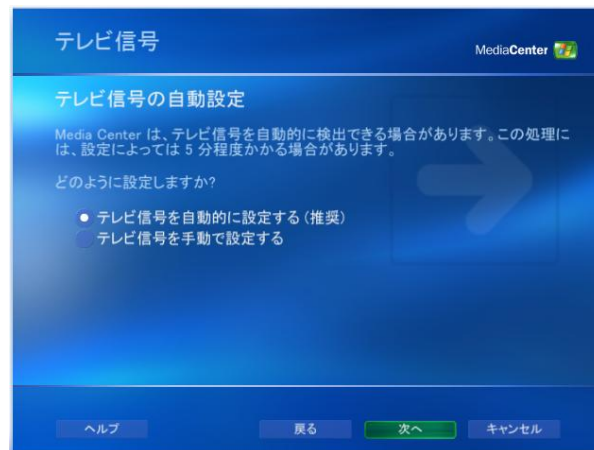 テレビ信号
MediaCenter
テレビ信号の自動設定
Media Center は、テレビ信号を自動的に検出できる場合があります。この処理に
は、設定によっては 5 分程度かかる場合があります。
どのように設定しますか?
テレビ信号を自動的に設定する (推奨)
テレビ信号を手動で設定する
ヘルプ
戻る
次へ
キャンセル